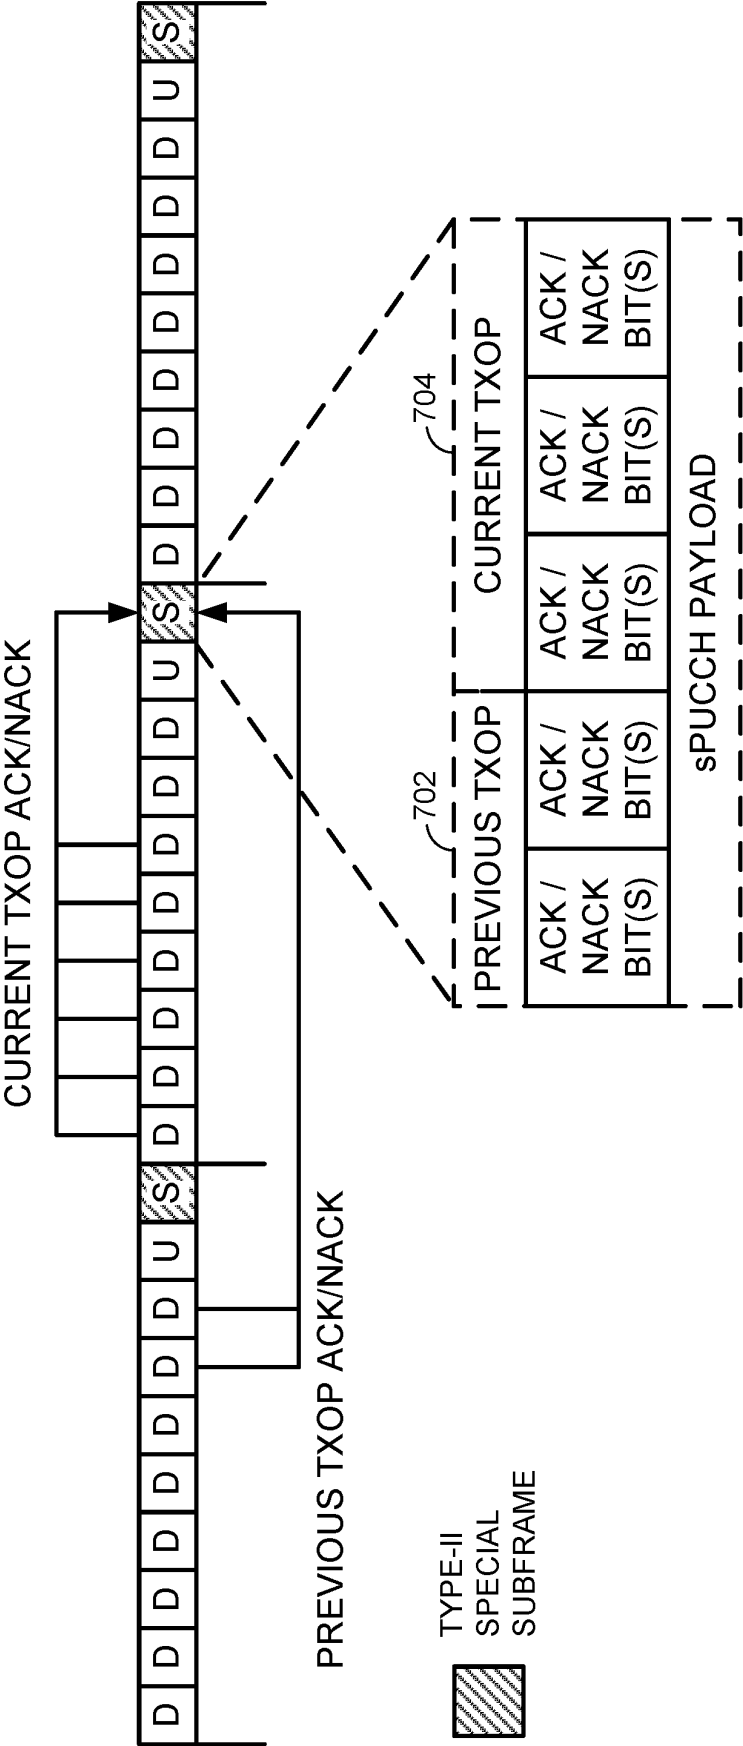 CURRENT TXOP ACK/NACK
D D D D D D D D U S D D D D D D D D U S D D D D D D D D U S
PREVIOUS TXOP ACK/NACK
702
704
PREVIOUS TXOP
CURRENT TXOP
ACK /
NACK
BIT(S)
ACK /
NACK
BIT(S)
ACK /
NACK
BIT(S)
ACK /
NACK
BIT(S)
ACK /
NACK
BIT(S)
sPUCCH PAYLOAD
TYPE-II
SPECIAL
SUBFRAME